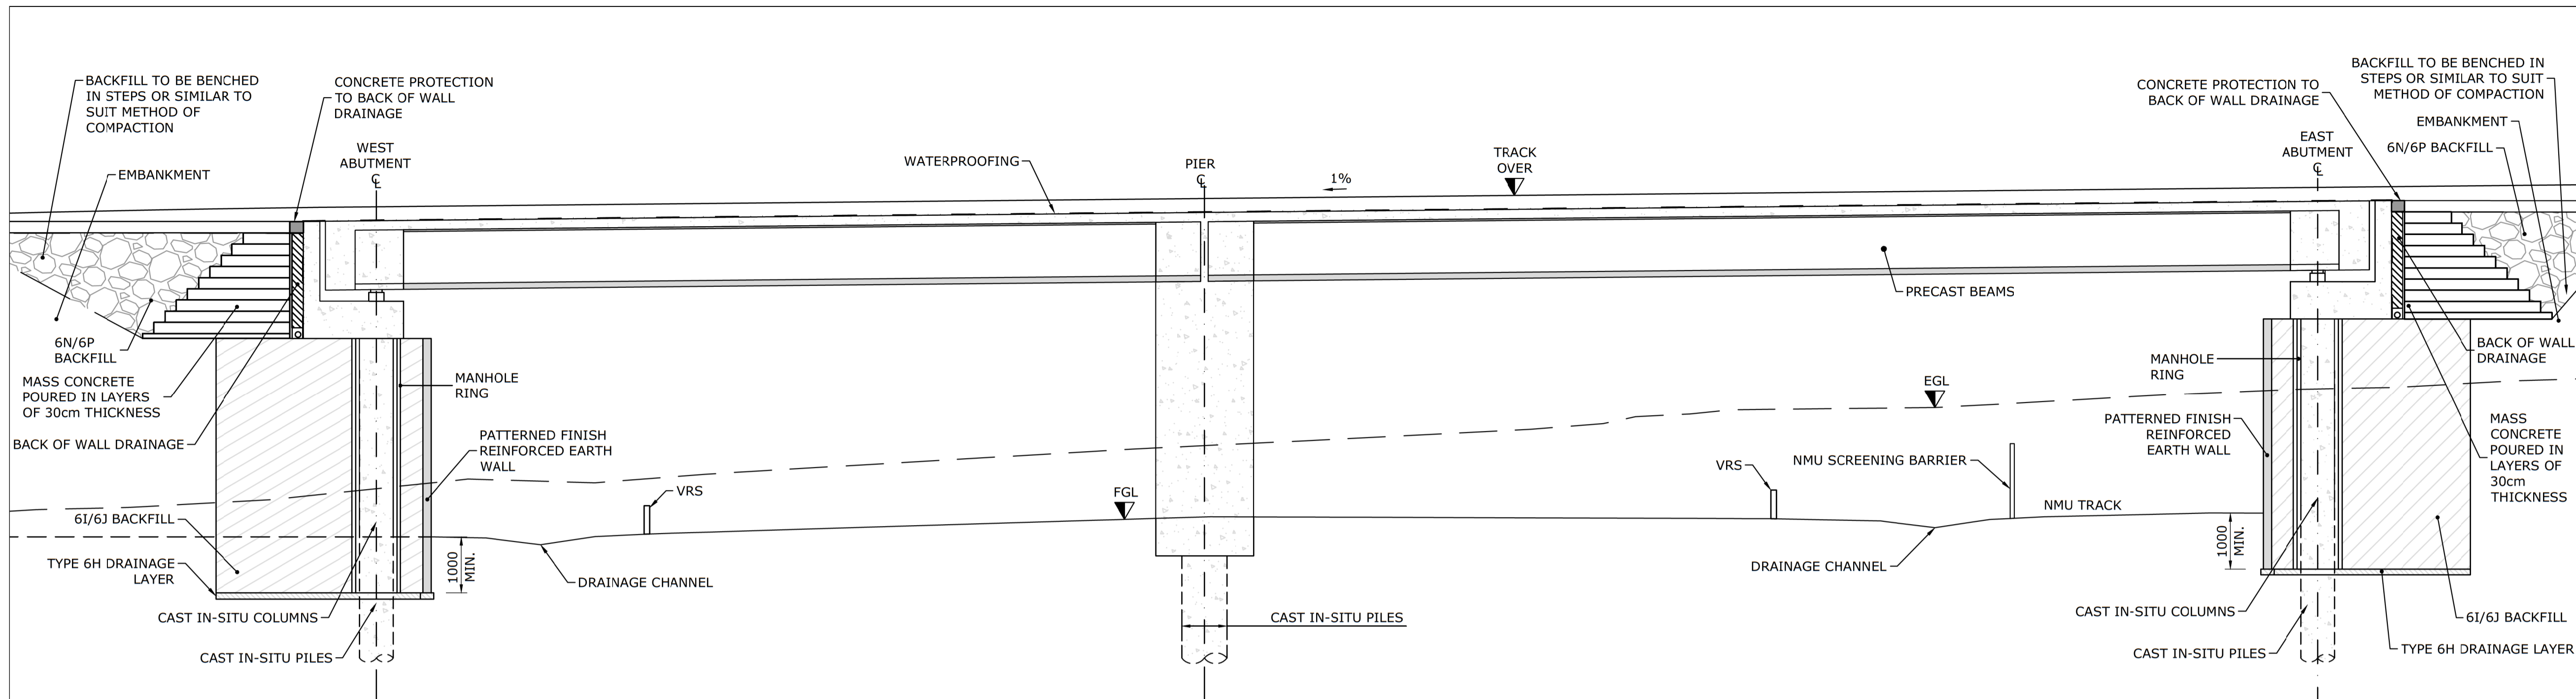 BACKFILL TO BE BENCHED
IN STEPS OR SIMILAR TO
SUIT METHOD OF
COMPACTION
CONCRETE PROTECTION
TO BACK OF WALL
DRAINAGE
EMBANKMENT
WEST
ABUTMENT
℄
WATERPROOFING
PIER
℄
1%
TRACK
OVER
CONCRETE PROTECTION TO
BACK OF WALL DRAINAGE
EAST
ABUTMENT
℄
BACKFILL TO BE BENCHED IN
STEPS OR SIMILAR TO SUIT
METHOD OF COMPACTION
EMBANKMENT
6N/6P BACKFILL
PRECAST BEAMS
6N/6P
BACKFILL
MASS CONCRETE
POURED IN LAYERS
OF 30cm THICKNESS
BACK OF WALL DRAINAGE
MANHOLE
RING
PATTERNED FINISH
REINFORCED EARTH
WALL
VRS
6I/6J BACKFILL
TYPE 6H DRAINAGE
LAYER
CAST IN-SITU COLUMNS
CAST IN-SITU PILES
1000
MIN.
DRAINAGE CHANNEL
FGL
CAST IN-SITU PILES
EGL
VRS
NMU SCREENING BARRIER
NMU TRACK
DRAINAGE CHANNEL
MANHOLE
RING
PATTERNED FINISH
REINFORCED
EARTH WALL
1000
MIN.
BACK OF WALL
DRAINAGE
MASS
CONCRETE
POURED IN
LAYERS OF
30cm
THICKNESS
CAST IN-SITU COLUMNS
CAST IN-SITU PILES
6I/6J BACKFILL
TYPE 6H DRAINAGE LAYER